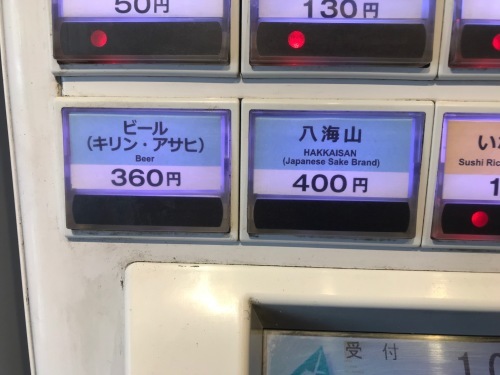 50円
130円
ビール
(キリン・アサヒ)
Beer
360円
八海山
HAKKAISAN
(Japanese Sake Brand)
400円
Sushi Ric
受付